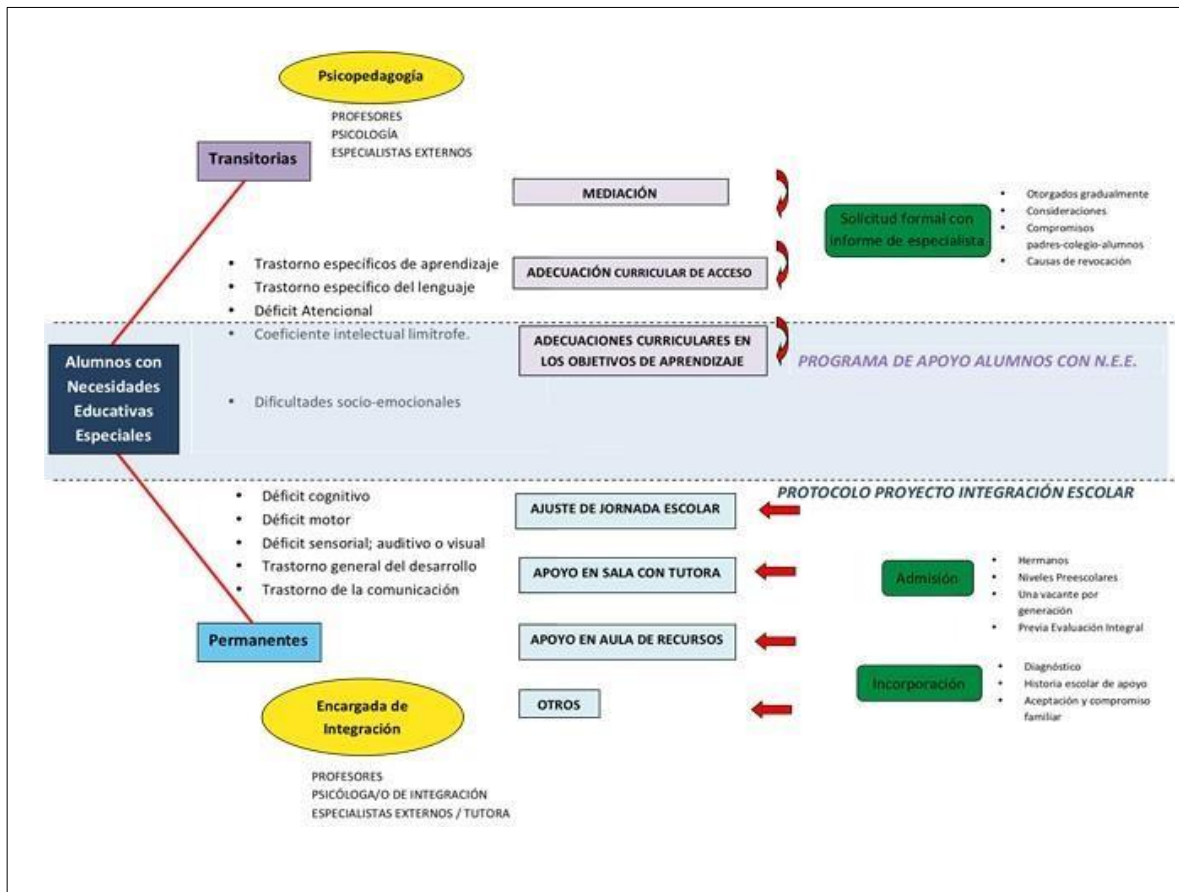 Psicopedagogía
PROFESORES
PSICOLOGÍA
ESPECIALISTAS EXTERNOS
Transitorias
MEDIACIÓN
Solicitud formal con
informe de especialista
• Otorgados gradualmente
• Consideraciones
• Compromisos
padres-colegio-alumnos
• Causas de revocación
• Trastorno específicos de aprendizaje
• Trastorno específico del lenguaje
• Déficit Atencional
• Coeficiente intelectual limítrofe.
• Dificultades socio-emocionales
ADECUACIÓN CURRICULAR DE ACCESO
ADECUACIONES CURRICULARES EN
LOS OBJETIVOS DE APRENDIZAJE
PROGRAMA DE APOYO ALUMNOS CON N.E.E.
Alumnos con
Necesidades
Educativas
Especiales
PROTOCOLO PROYECTO INTEGRACIÓN ESCOLAR
• Déficit cognitivo
• Déficit motor
• Déficit sensorial; auditivo o visual
• Trastorno general del desarrollo
• Trastorno de la comunicación
AJUSTE DE JORNADA ESCOLAR
APOYO EN SALA CON TUTORA
APOYO EN AULA DE RECURSOS
OTROS
Admisión
• Hermanos
• Niveles Preescolares
• Una vacante por
generación
• Previa Evaluación Integral
Incorporación
• Diagnóstico
• Historia escolar de apoyo
• Aceptación y compromiso
familiar
Permanentes
Encargada de
Integración
PROFESORES
PSICÓLOGA/O DE INTEGRACIÓN
ESPECIALISTAS EXTERNOS / TUTORA